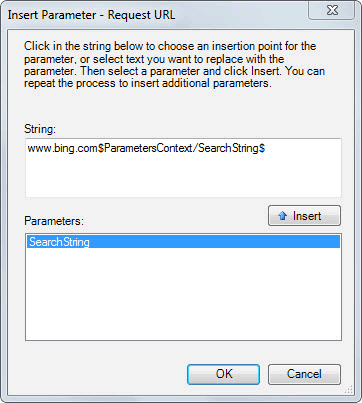 Insert Parameter - Request URL
Click in the string below to choose an insertion point for the
parameter, or select text you want to replace with the
parameter. Then select a parameter and click Insert. You can
repeat the process to insert additional parameters.
String:
www.bing.com$ParametersContext/SearchString$
Insert
Parameters:
SearchString
OK Cancel